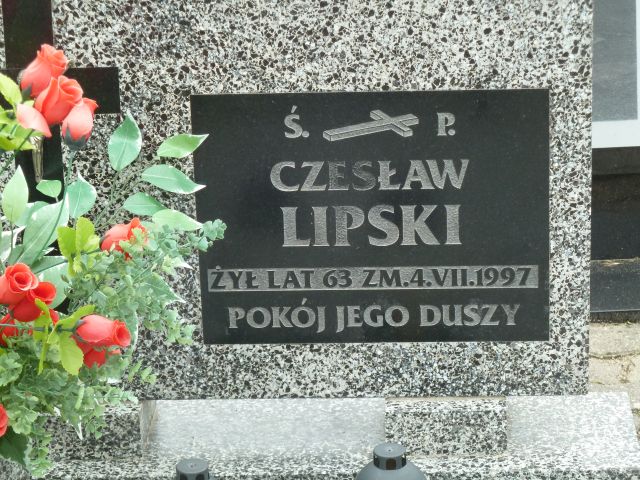 Ś. P.
CZESŁAW
LIPSKI
ŻYŁ LAT 63 ZM.4.VII.1997
POKÓJ JEGO DUSZY